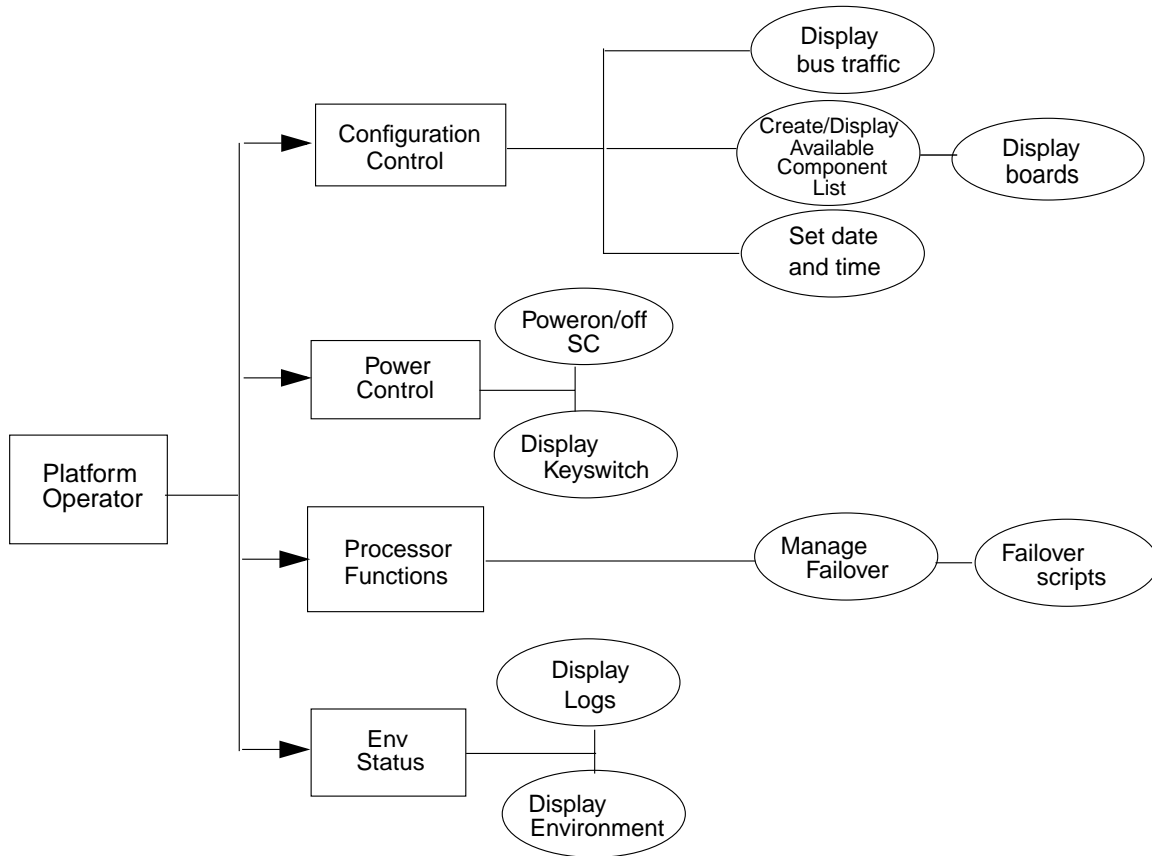 Display
bus traffic
Configuration
Control
Create/Display
Available
Component
List
Display
boards
Set date
and time
Poweron/off
SC
Power
Control
Display
Keyswitch
Platform
Operator
Processor
Functions
Manage
Failover
Failover
scripts
Display
Logs
Env
Status
Display
Environment